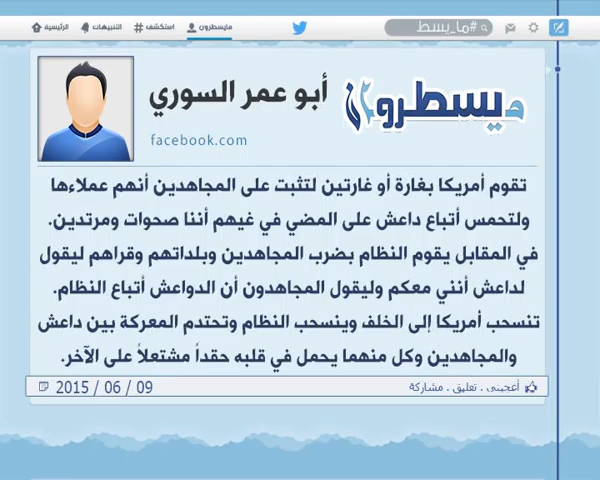 الرئيسية
التنبيهات
استكشف #
مايسطرون
#ما_يسط
مايسطرون
أبو عمر السوري
facebook.com
تقوم أمريكا بغارة أو غارتين لتثبت على المجاهدين أنهم عملاءها
ولتحمس أتباع داعش على المضي في غيهم أننا صحوات ومرتدين.
في المقابل يقوم النظام بضرب المجاهدين وبلداتهم وقراهم ليقول
لداعش أنني معكم وليقول المجاهدون أن الدواعش أتباع النظام.
تنسحب أمريكا إلى الخلف وينسحب النظام وتحتدم المعركة بين داعش
والمجاهدين وكل منهما يحمل في قلبه حقداً مشتعلاً على الآخر.
أعجبني . تعليق . مشاركة
2015 / 06 / 09